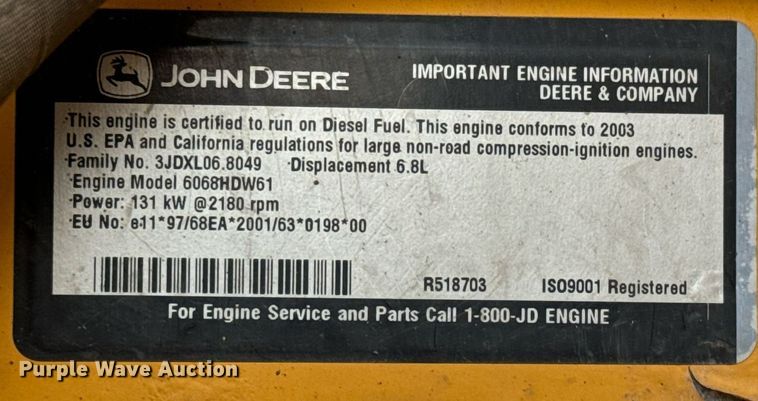 JOHN DEERE
IMPORTANT ENGINE INFORMATION
DEERE & COMPANY
This engine is certified to run on Diesel Fuel. This engine conforms to 2003
U.S. EPA and California regulations for large non-road compression-ignition engines.
Family No. 3JDXL06.8049 Displacement 6.8L
Engine Model 6068HDW61
Power: 131 kW @2180 rpm
EU No: e11*97/68EA*2001/63*0198*00
R518703 ISO9001 Registered
For Engine Service and Parts Call 1-800-JD ENGINE
Purple Wave Auction